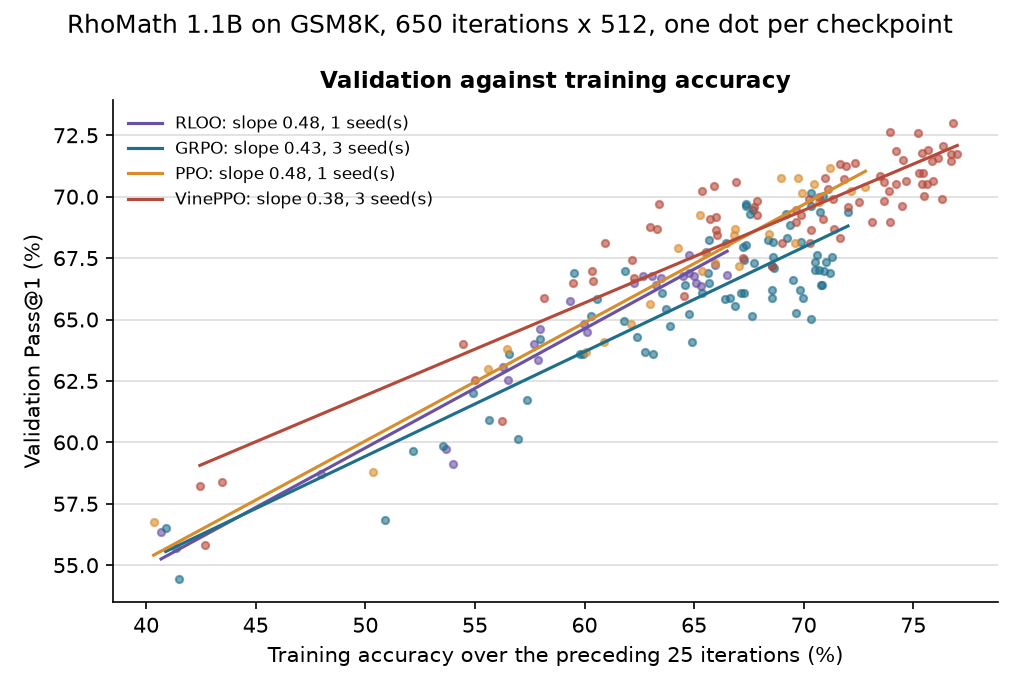 RhoMath 1.1B on GSM8K, 650 iterations x 512, one dot per checkpoint
Validation against training accuracy
RLOO: slope 0.48, 1 seed(s)
GRPO: slope 0.43, 3 seed(s)
PPO: slope 0.48, 1 seed(s)
VinePPO: slope 0.38, 3 seed(s)
Validation Pass@1 (%)
72.5
70.0
67.5
65.0
62.5
60.0
57.5
55.0
40 45 50 55 60 65 70 75
Training accuracy over the preceding 25 iterations (%)